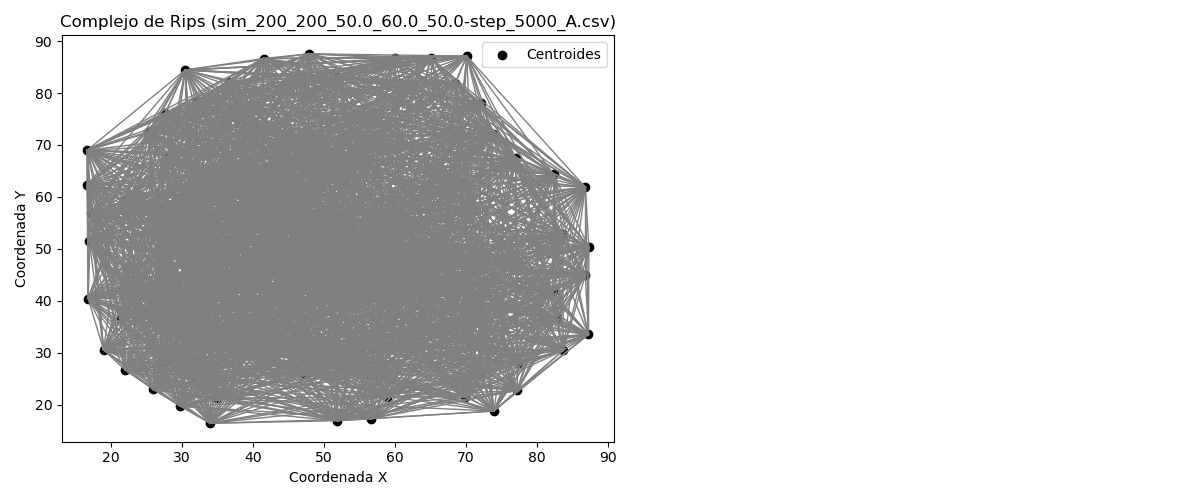 Complejo de Rips (sim_200_200_50.0_60.0_50.0-step_5000_A.csv)
Centroides
90
80
70
60
50
40
30
20
Coordenada Y
20 30 40 50 60 70 80 90
Coordenada X